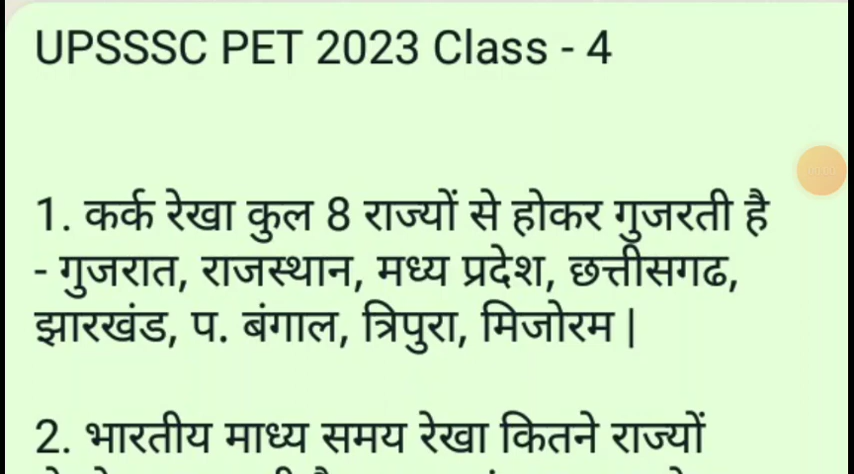 UPSSSC PET 2023 Class - 4
1. कर्क रेखा कुल 8 राज्यों से होकर गुजरती है
- गुजरात, राजस्थान, मध्य प्रदेश, छत्तीसगढ,
झारखंड, प. बंगाल, त्रिपुरा, मिजोरम |
2. भारतीय माध्य समय रेखा कितने राज्यों